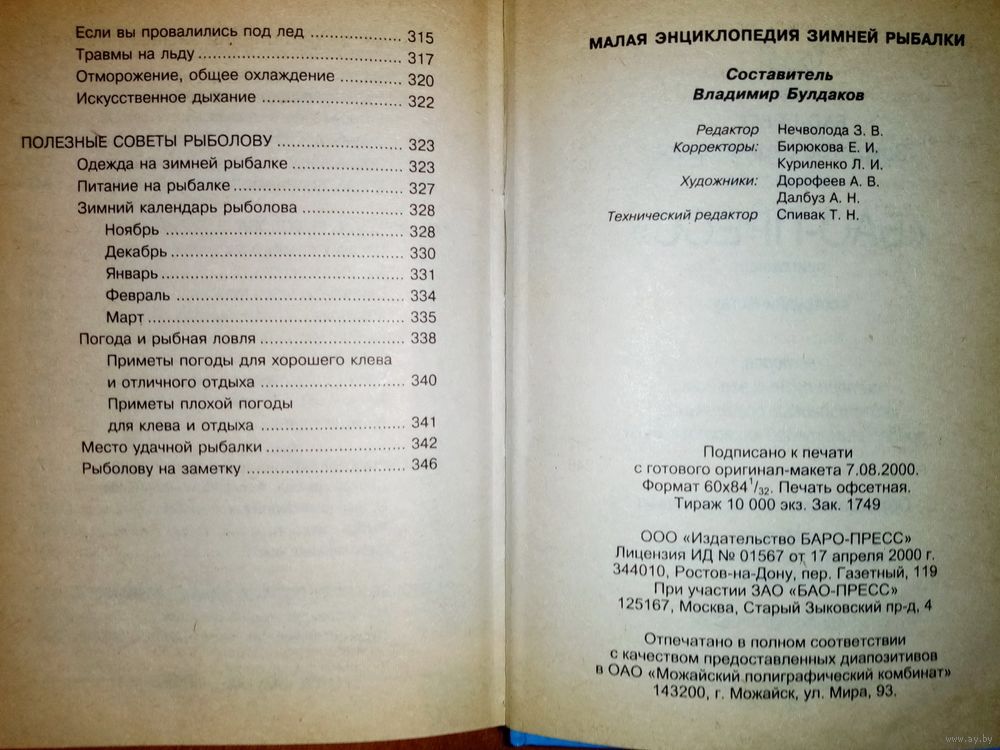 Если вы провалились под лед ............ 315
Травмы на льду ............ 317
Отморожение, общее охлаждение ............ 320
Искусственное дыхание ............ 322
ПОЛЕЗНЫЕ СОВЕТЫ РЫБОЛОВУ ............ 323
Одежда на зимней рыбалке ............ 323
Питание на рыбалке ............ 327
Зимний календарь рыболова ............ 328
Ноябрь ............ 328
Декабрь ............ 330
Январь ............ 331
Февраль ............ 334
Март ............ 335
Погода и рыбная ловля ............ 338
Приметы погоды для хорошего клева
и отличного отдыха ............ 340
Приметы плохой погоды
для клева и отдыха ............ 341
Место удачной рыбалки ............ 342
Рыболову на заметку ............ 346
МАЛАЯ ЭНЦИКЛОПЕДИЯ ЗИМНЕЙ РЫБАЛКИ
Составитель
Владимир Булдаков
Редактор Нечволода З. В.
Корректоры: Бирюкова Е. И.
Куриленко Л. И.
Художники: Дорофеев А. В.
Далбуз А. Н.
Технический редактор Спивак Т. Н.
Подписано к печати
с готового оригинал-макета 7.08.2000.
Формат 60х84 1/32. Печать офсетная.
Тираж 10 000 экз. Зак. 1749
ООО «Издательство БАРО-ПРЕСС»
Лицензия ИД № 01567 от 17 апреля 2000 г.
344010, Ростов-на-Дону, пер. Газетный, 119
При участии ЗАО «БАО-ПРЕСС»
125167, Москва, Старый Зыковский пр-д, 4
Отпечатано в полном соответствии
с качеством предоставленных диапозитивов
в ОАО «Можайский полиграфический комбинат»
143200, г. Можайск, ул. Мира, 93.
www.ay.by